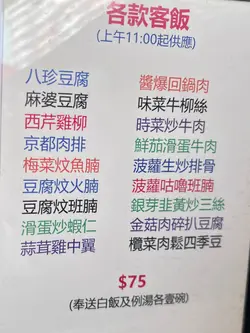 各款客飯
(上午11:00起供應)
八珍豆腐
麻婆豆腐
西芹雞柳
京都肉排
梅菜炆魚腩
豆腐炆火腩
豆腐炆班腩
滑蛋炒蝦仁
蒜茸雞中翼
醬爆回鍋肉
味菜牛柳絲
時菜炒牛肉
鮮茄滑蛋牛肉
菠蘿生炒排骨
菠蘿咕嚕班腩
銀芽韭黃炒三絲
金菇肉碎扒豆腐
欖菜肉鬆四季豆
$75
(奉送白飯及例湯各壹碗)